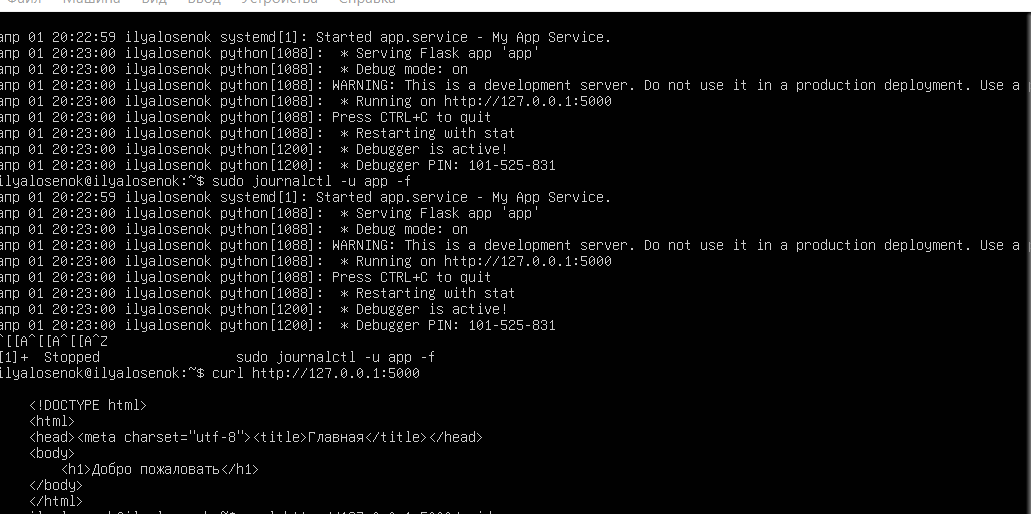 Файл Машина Вид Ввод Устройства Справка
апр 01 20:22:59 ilyalosenok systemd[1]: Started app.service - My App Service.
апр 01 20:23:00 ilyalosenok python[1088]:  * Serving Flask app 'app'
апр 01 20:23:00 ilyalosenok python[1088]:  * Debug mode: on
апр 01 20:23:00 ilyalosenok python[1088]: WARNING: This is a development server. Do not use it in a production deployment. Use a
апр 01 20:23:00 ilyalosenok python[1088]:  * Running on http://127.0.0.1:5000
апр 01 20:23:00 ilyalosenok python[1088]: Press CTRL+C to quit
апр 01 20:23:00 ilyalosenok python[1088]:  * Restarting with stat
апр 01 20:23:00 ilyalosenok python[1200]:  * Debugger is active!
апр 01 20:23:00 ilyalosenok python[1200]:  * Debugger PIN: 101-525-831
ilyalosenok@ilyalosenok:~$ sudo journalctl -u app -f
апр 01 20:22:59 ilyalosenok systemd[1]: Started app.service - My App Service.
апр 01 20:23:00 ilyalosenok python[1088]:  * Serving Flask app 'app'
апр 01 20:23:00 ilyalosenok python[1088]:  * Debug mode: on
апр 01 20:23:00 ilyalosenok python[1088]: WARNING: This is a development server. Do not use it in a production deployment. Use a
апр 01 20:23:00 ilyalosenok python[1088]:  * Running on http://127.0.0.1:5000
апр 01 20:23:00 ilyalosenok python[1088]: Press CTRL+C to quit
апр 01 20:23:00 ilyalosenok python[1088]:  * Restarting with stat
апр 01 20:23:00 ilyalosenok python[1200]:  * Debugger is active!
апр 01 20:23:00 ilyalosenok python[1200]:  * Debugger PIN: 101-525-831
^[[A^[[A^[[A^Z
[1]+  Stopped                 sudo journalctl -u app -f
ilyalosenok@ilyalosenok:~$ curl http://127.0.0.1:5000
<!DOCTYPE html>
<html>
<head><meta charset="utf-8"><title>Главная</title></head>
<body>
<h1>Добро пожаловать</h1>
</body>
</html>